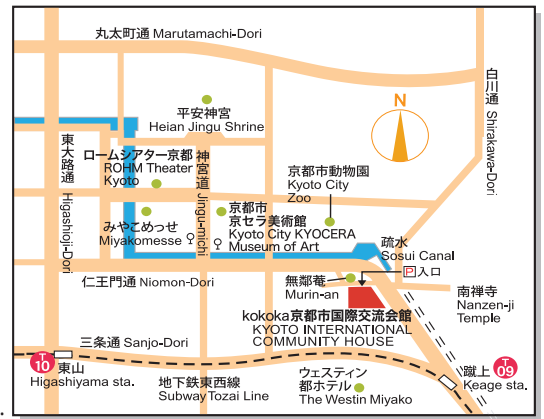 丸太町通 Marutamachi-Dori
白川通 Shirakawa-Dori
N
平安神宮
Heian Jingu Shrine
東大路通 Higashioji-Dori
ロームシアター京都
ROHM Theater
Kyoto
神宮道 Jingu-michi
京都市動物園
Kyoto City
Zoo
みやこめっせ
Miyakomesse
京都市
京セラ美術館
Kyoto City KYOCERA
Museum of Art
疏水
Sosui Canal
P入口
仁王門通 Niomon-Dori
無鄰菴
Murin-an
南禅寺
Nanzen-ji
Temple
kokoka京都市国際交流会館
KYOTO INTERNATIONAL
COMMUNITY HOUSE
三条通 Sanjo-Dori
T
10
東山
Higashiyama sta.
地下鉄東西線
Subway Tozai Line
ウェスティン
都ホテル
The Westin Miyako
蹴上
Keage sta.
T
09
.